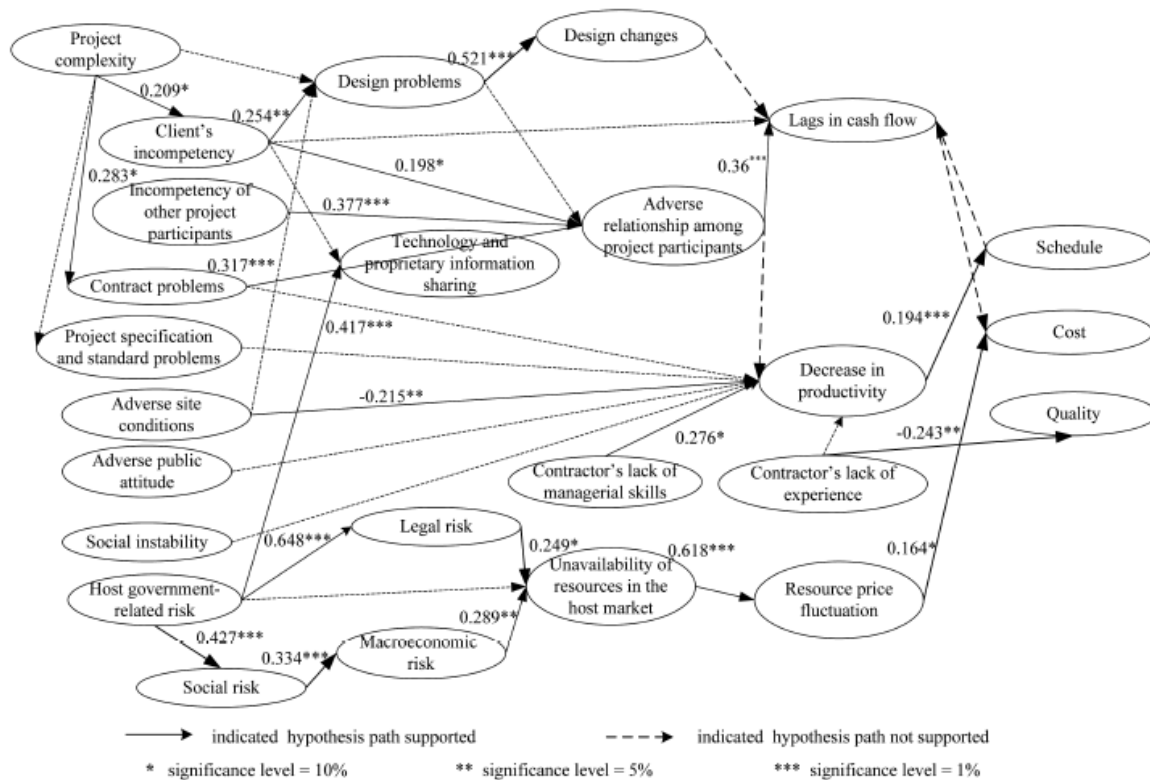 Project
complexity
Design changes
0.521***
Design problems
0.209*
0.254**
Client's
incompetency
Lags in cash flow
0.198*
0.36***
0.283*
Incompetency of
other project
participants
0.377***
Adverse
relationship among
project participants
Technology and
proprietary information
sharing
0.317***
Contract problems
Schedule
0.417***
0.194***
Project specification
and standard problems
Cost
Decrease in
productivity
Adverse site
conditions
-0.215**
Quality
-0.243**
0.276*
Adverse public
attitude
Contractor's lack of
managerial skills
Contractor's lack of
experience
Social instability
0.648***
Legal risk
0.249*
0.618***
0.164*
Host government-
related risk
Unavailability of
resources in the
host market
Resource price
fluctuation
0.289**
0.427***
0.334***
Macroeconomic
risk
Social risk
indicated hypothesis path supported
indicated hypothesis path not supported
* significance level = 10%
** significance level = 5%
*** significance level = 1%